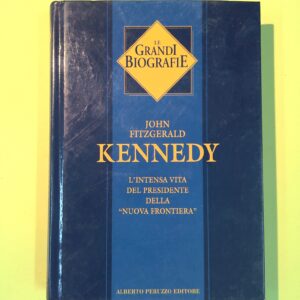 LE
GRANDI
BIOGRAFIE
JOHN
FITZGERALD
KENNEDY
L'INTENSA VITA
DEL PRESIDENTE
DELLA
"NUOVA FRONTIERA"
ALBERTO PERUZZO EDITORE